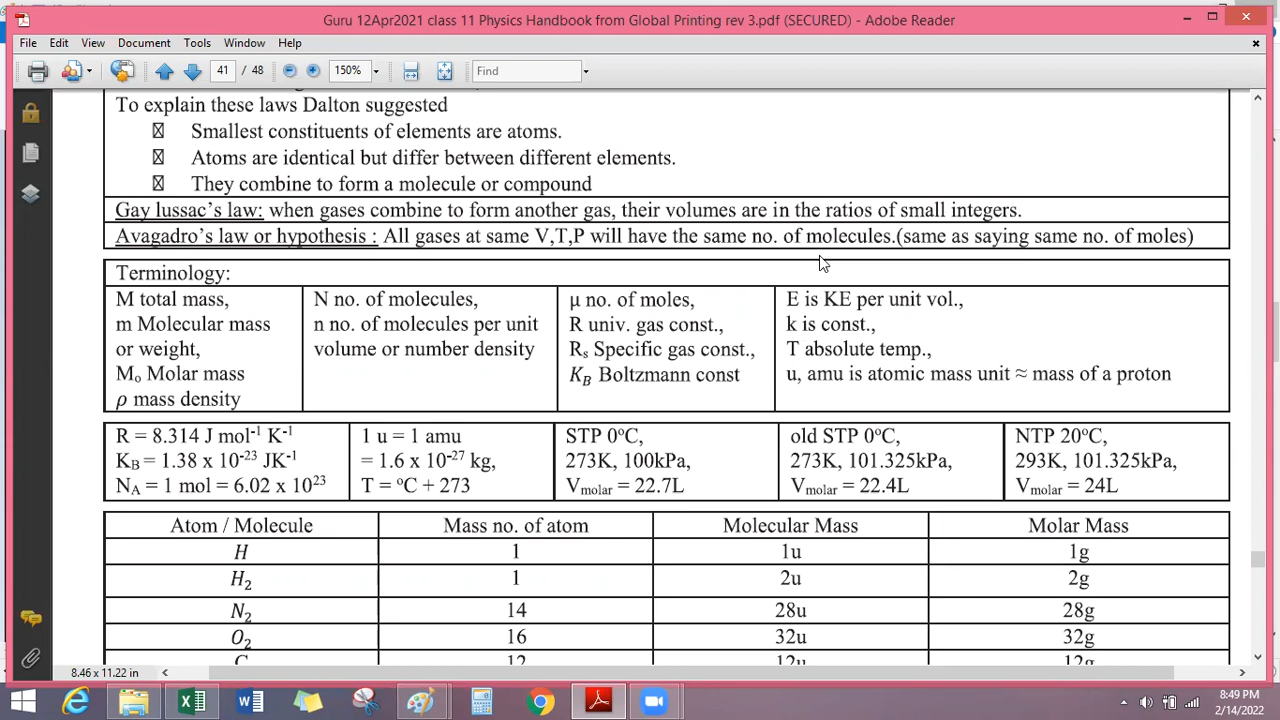 Guru 12Apr2021 class 11 Physics Handbook from Global Printing rev 3.pdf (SECURED) - Adobe Reader
File Edit View Document Tools Window Help
41 / 48 150% Find
To explain these laws Dalton suggested
Smallest constituents of elements are atoms.
Atoms are identical but differ between different elements.
They combine to form a molecule or compound
Gay lussac's law: when gases combine to form another gas, their volumes are in the ratios of small integers.
Avagadro's law or hypothesis : All gases at same V,T,P will have the same no. of molecules.(same as saying same no. of moles)
Terminology:
M total mass,
m Molecular mass
or weight,
Mₒ Molar mass
ρ mass density
N no. of molecules,
n no. of molecules per unit
volume or number density
μ no. of moles,
R univ. gas const.,
Rₛ Specific gas const.,
K_B Boltzmann const
E is KE per unit vol.,
k is const.,
T absolute temp.,
u, amu is atomic mass unit ≈ mass of a proton
R = 8.314 J mol⁻¹ K⁻¹
K_B = 1.38 x 10⁻²³ JK⁻¹
N_A = 1 mol = 6.02 x 10²³
1 u = 1 amu
= 1.6 x 10⁻²⁷ kg,
T = ᵒC + 273
STP 0ᵒC,
273K, 100kPa,
V_molar = 22.7L
old STP 0ᵒC,
273K, 101.325kPa,
V_molar = 22.4L
NTP 20ᵒC,
293K, 101.325kPa,
V_molar = 24L
Atom / Molecule Mass no. of atom Molecular Mass Molar Mass
H 1 1u 1g
H₂ 1 2u 2g
N₂ 14 28u 28g
O₂ 16 32u 32g
C 12 12u 12g
8.46 x 11.22 in
8:49 PM
2/14/2022